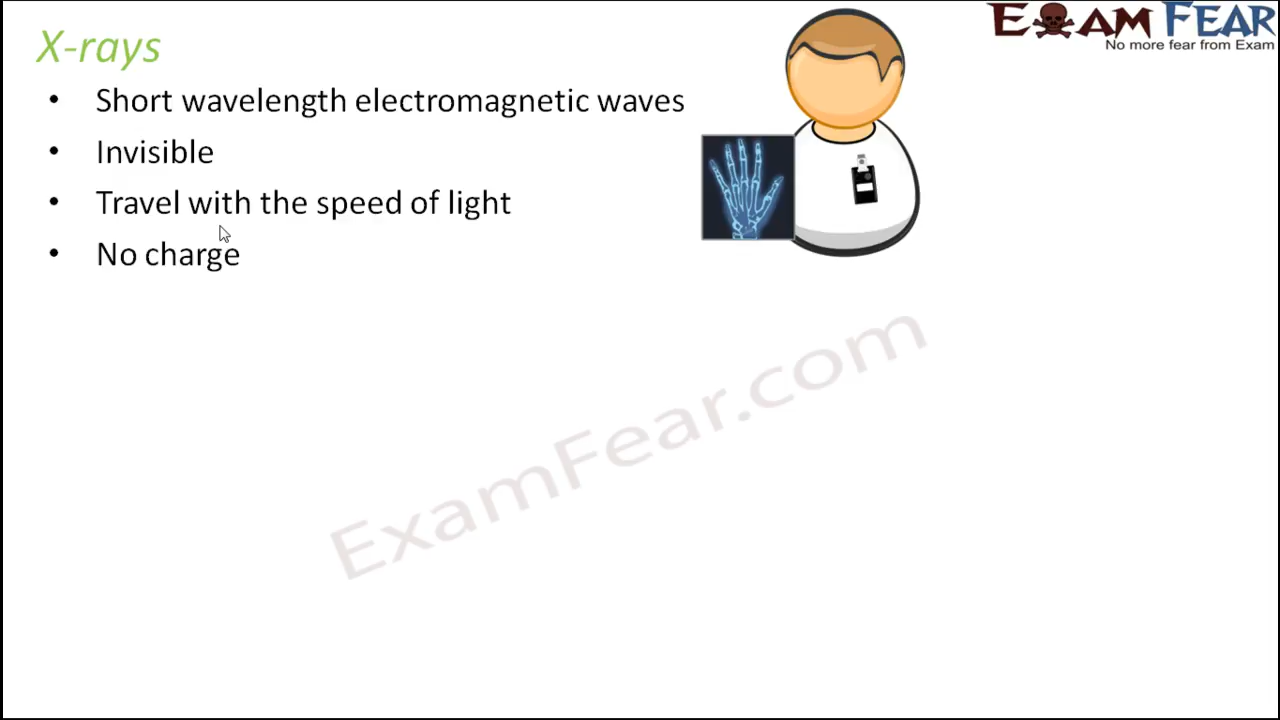 X-rays
EXAM FEAR
No more fear from Exam
• Short wavelength electromagnetic waves
• Invisible
• Travel with the speed of light
• No charge
ExamFear.com